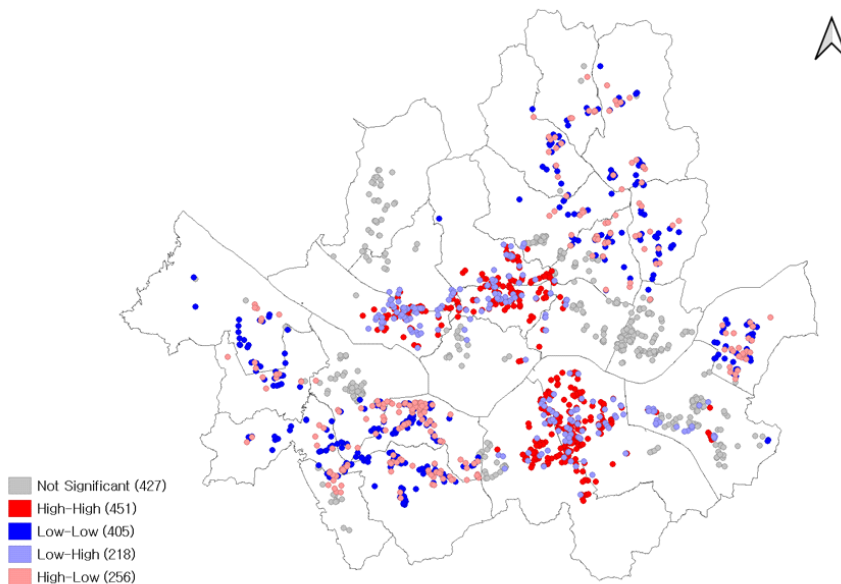 Not Significant (427)
High-High (451)
Low-Low (405)
Low-High (218)
High-Low (256)